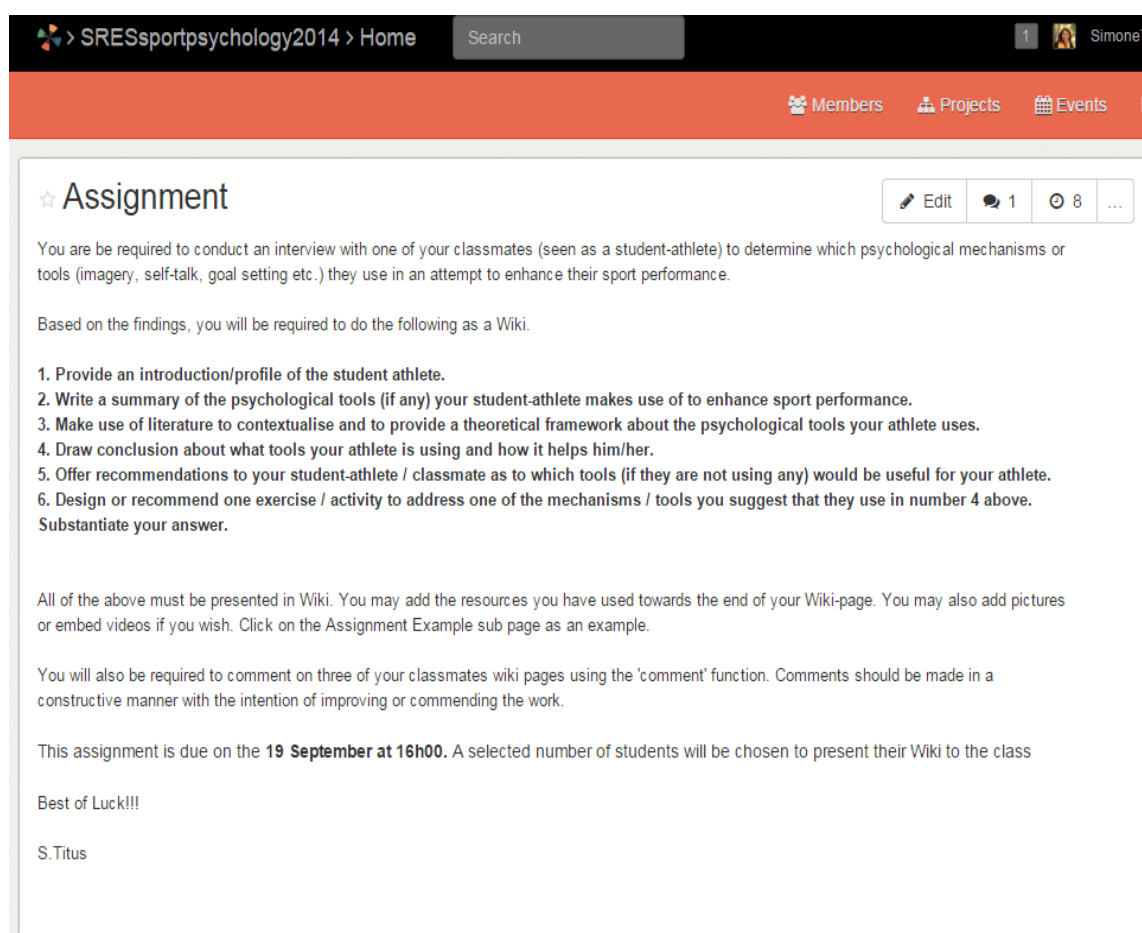 > SRESsportpsychology2014 > Home
Search
1
Simone
Members
Projects
Events
Assignment
Edit
1
8
...
You are be required to conduct an interview with one of your classmates (seen as a student-athlete) to determine which psychological mechanisms or
tools (imagery, self-talk, goal setting etc.) they use in an attempt to enhance their sport performance.
Based on the findings, you will be required to do the following as a Wiki.
1. Provide an introduction/profile of the student athlete.
2. Write a summary of the psychological tools (if any) your student-athlete makes use of to enhance sport performance.
3. Make use of literature to contextualise and to provide a theoretical framework about the psychological tools your athlete uses.
4. Draw conclusion about what tools your athlete is using and how it helps him/her.
5. Offer recommendations to your student-athlete / classmate as to which tools (if they are not using any) would be useful for your athlete.
6. Design or recommend one exercise / activity to address one of the mechanisms / tools you suggest that they use in number 4 above.
Substantiate your answer.
All of the above must be presented in Wiki. You may add the resources you have used towards the end of your Wiki-page. You may also add pictures
or embed videos if you wish. Click on the Assignment Example sub page as an example.
You will also be required to comment on three of your classmates wiki pages using the 'comment' function. Comments should be made in a
constructive manner with the intention of improving or commending the work.
This assignment is due on the 19 September at 16h00. A selected number of students will be chosen to present their Wiki to the class
Best of Luck!!!
S.Titus